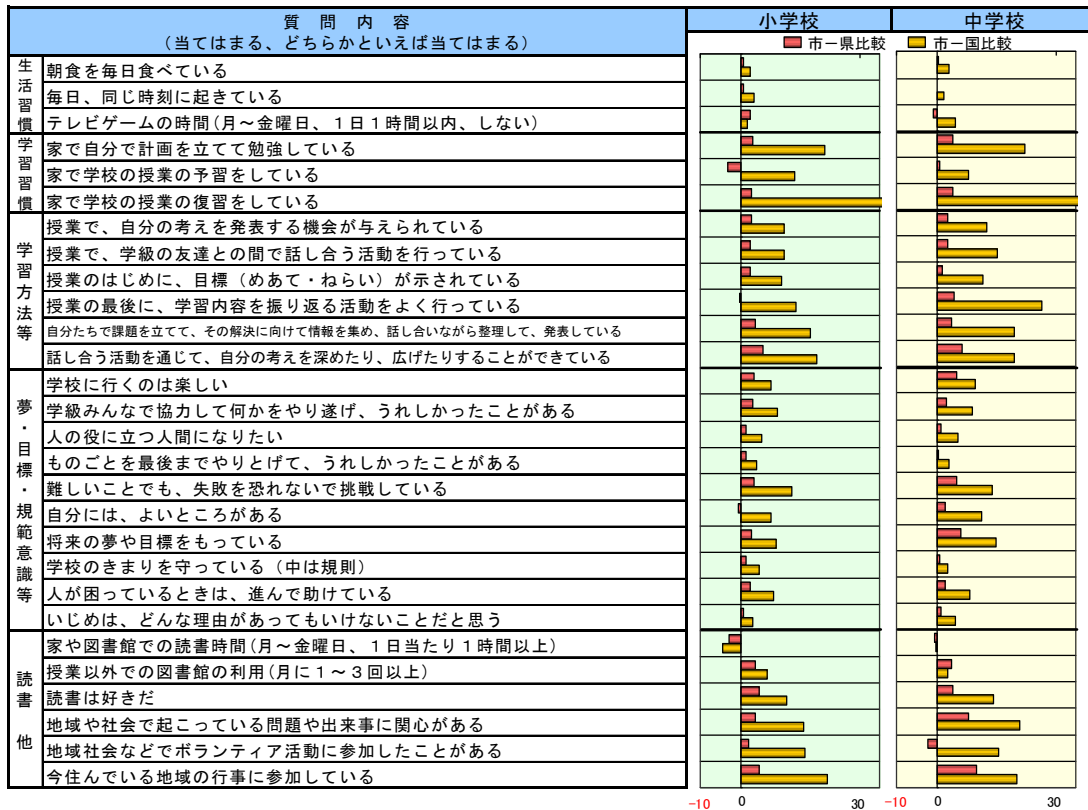 質問内容
(当てはまる、どちらかといえば当てはまる)
小学校
中学校
市－県比較
市－国比較
生活習慣
朝食を毎日食べている
毎日、同じ時刻に起きている
テレビゲームの時間(月～金曜日、1日1時間以内、しない)
学習習慣
家で自分で計画を立てて勉強している
家で学校の授業の予習をしている
家で学校の授業の復習をしている
学習方法等
授業で、自分の考えを発表する機会が与えられている
授業で、学級の友達との間で話し合う活動を行っている
授業のはじめに、目標（めあて・ねらい）が示されている
授業の最後に、学習内容を振り返る活動をよく行っている
自分たちで課題を立てて、その解決に向けて情報を集め、話し合いながら整理して、発表している
話し合う活動を通じて、自分の考えを深めたり、広げたりすることができている
夢・目標・規範意識等
学校に行くのは楽しい
学級みんなで協力して何かをやり遂げ、うれしかったことがある
人の役に立つ人間になりたい
ものごとを最後までやりとげて、うれしかったことがある
難しいことでも、失敗を恐れないで挑戦している
自分には、よいところがある
将来の夢や目標をもっている
学校のきまりを守っている（中は規則）
人が困っているときは、進んで助けている
いじめは、どんな理由があってもいけないことだと思う
読書他
家や図書館での読書時間(月～金曜日、1日当たり1時間以上)
授業以外での図書館の利用(月に1～3回以上)
読書は好きだ
地域や社会で起こっている問題や出来事に関心がある
地域社会などでボランティア活動に参加したことがある
今住んでいる地域の行事に参加している
-10 0 30
-10 0 30